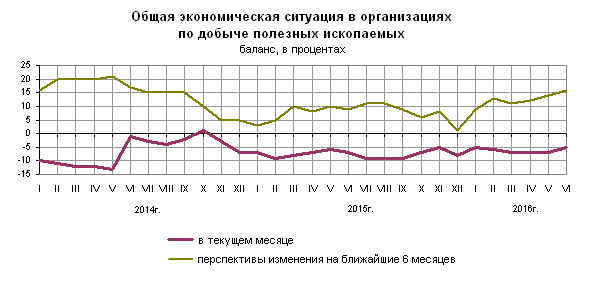 Общая экономическая ситуация в организациях
по добыче полезных ископаемых
баланс, в процентах
25
20
15
10
5
0
-5
-10
-15
I II III IV V VI VII VIII IX X XI XII I II III IV V VI VII VIII IX X XI XII I II III IV V VI
2014г. 2015г. 2016г.
в текущем месяце
перспективы изменения на ближайшие 6 месяцев